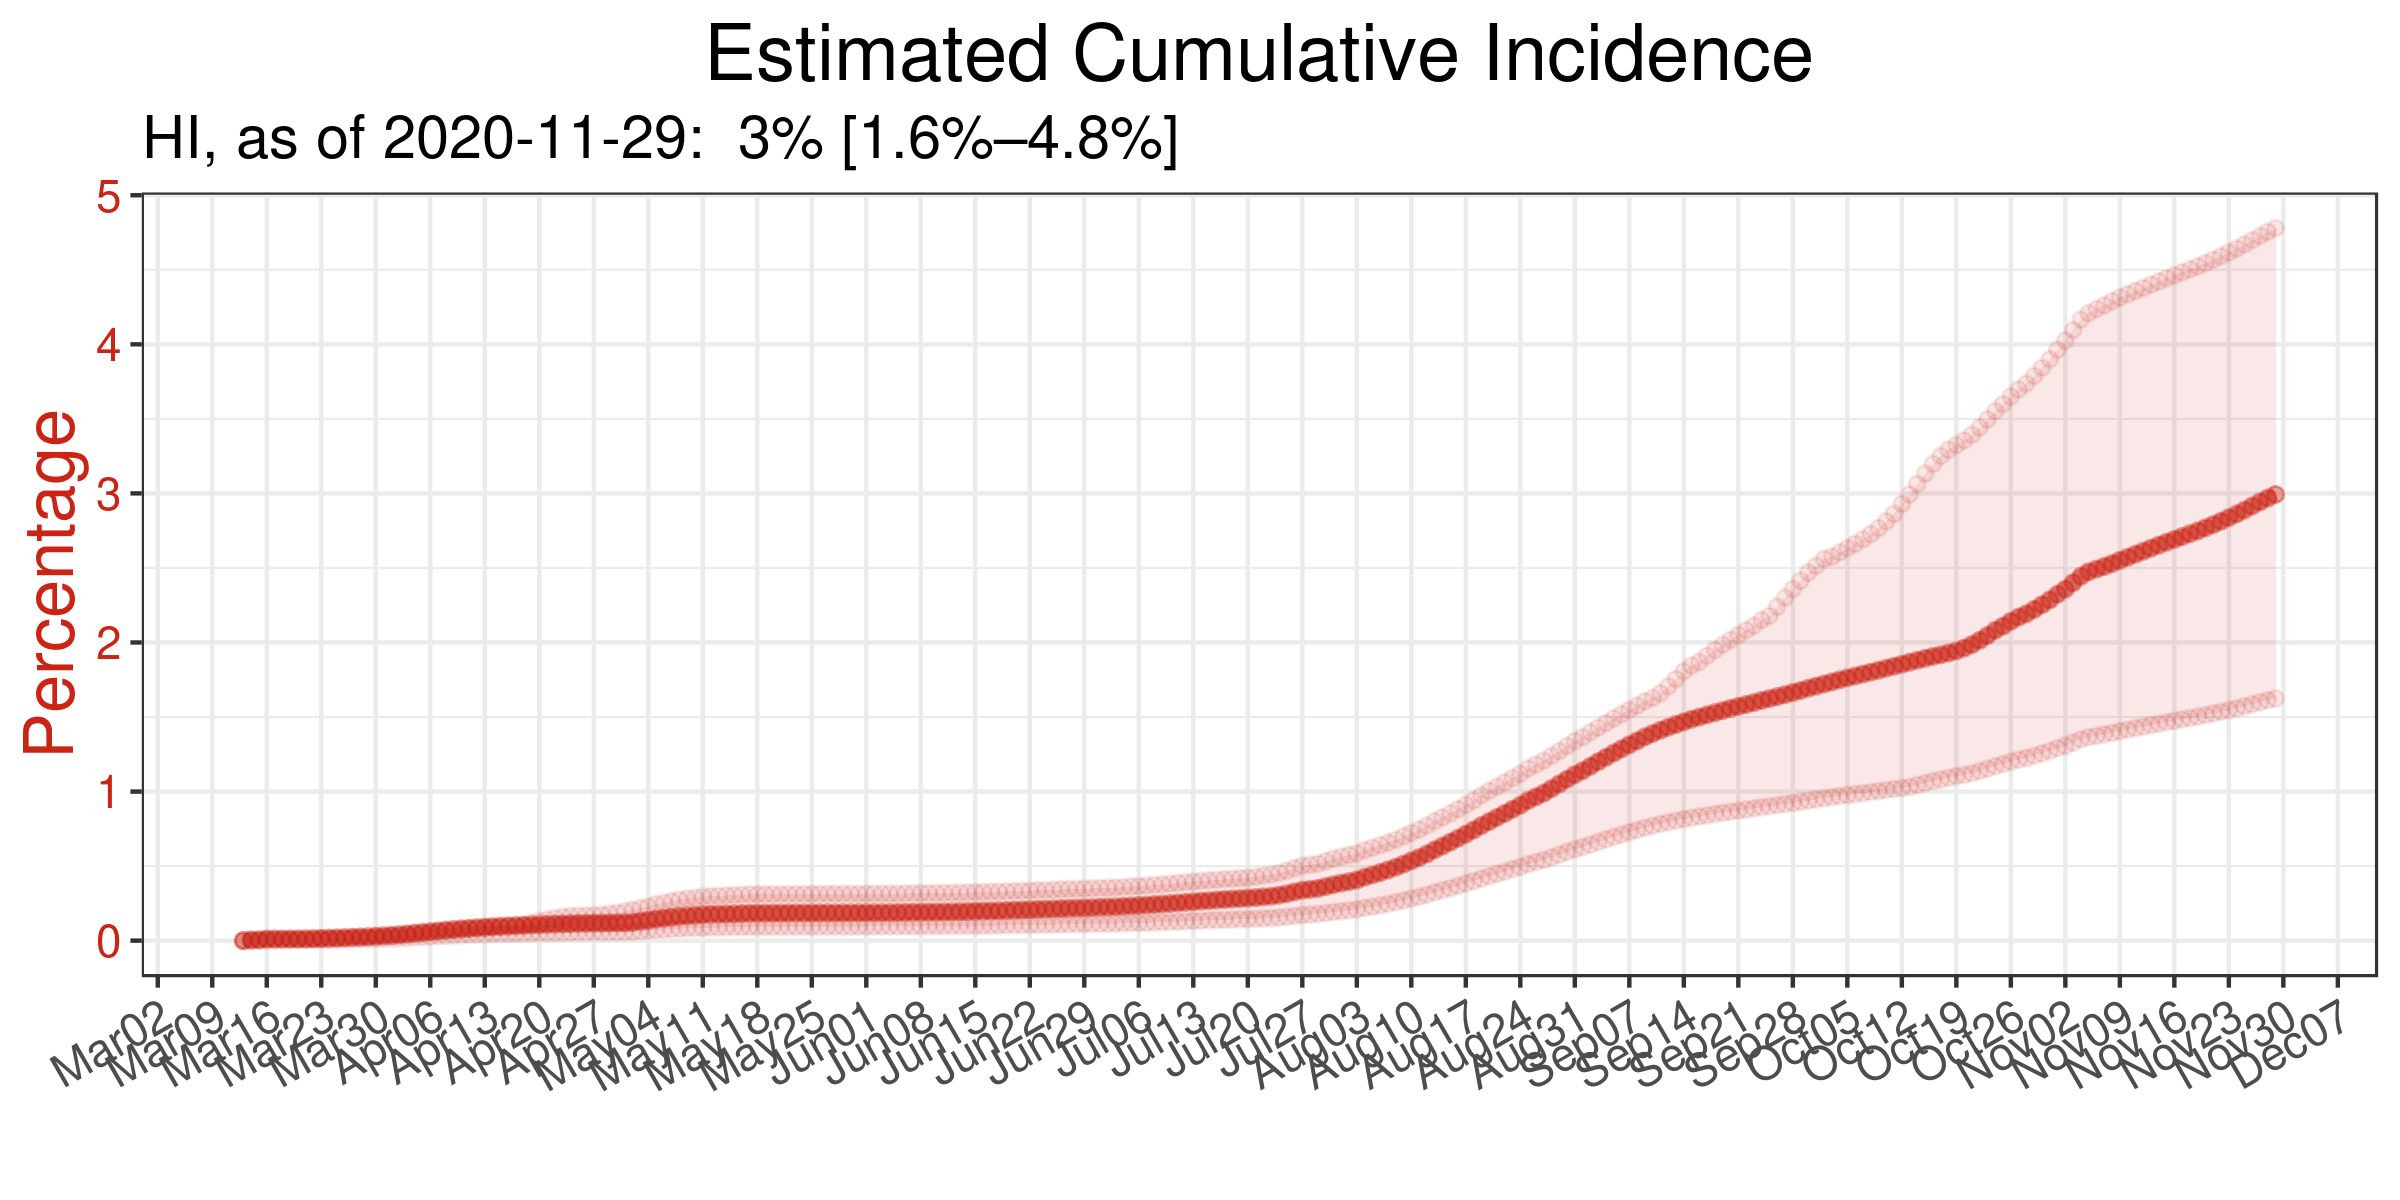 Estimated Cumulative Incidence
HI, as of 2020-11-29:  3% [1.6%–4.8%]
Percentage
5
4
3
2
1
0
Mar02
Mar09
Mar16
Mar23
Mar30
Apr06
Apr13
Apr20
Apr27
May04
May11
May18
May25
Jun01
Jun08
Jun15
Jun22
Jun29
Jul06
Jul13
Jul20
Jul27
Aug03
Aug10
Aug17
Aug24
Aug31
Sep07
Sep14
Sep21
Sep28
Oct05
Oct12
Oct19
Oct26
Nov02
Nov09
Nov16
Nov23
Nov30
Dec07